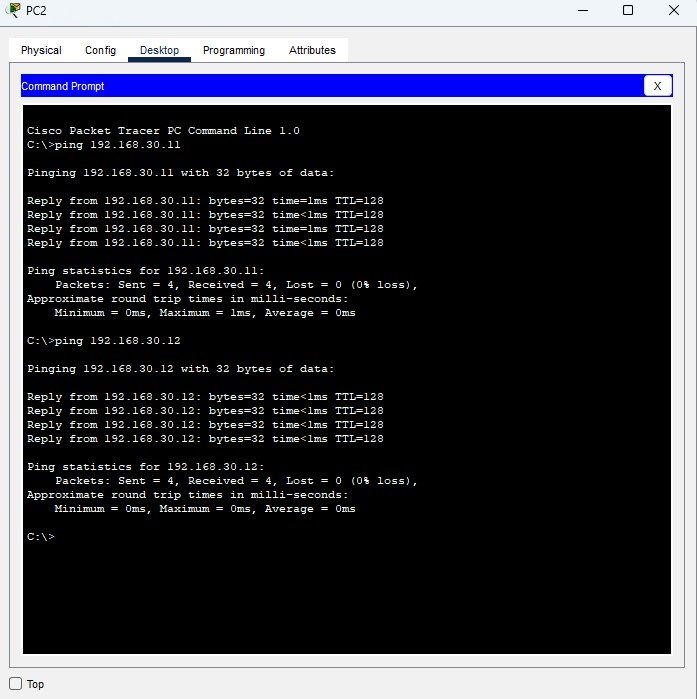 PC2
Physical Config Desktop Programming Attributes
Command Prompt X
Cisco Packet Tracer PC Command Line 1.0
C:\>ping 192.168.30.11
Pinging 192.168.30.11 with 32 bytes of data:
Reply from 192.168.30.11: bytes=32 time=1ms TTL=128
Reply from 192.168.30.11: bytes=32 time<1ms TTL=128
Reply from 192.168.30.11: bytes=32 time=1ms TTL=128
Reply from 192.168.30.11: bytes=32 time<1ms TTL=128
Ping statistics for 192.168.30.11:
    Packets: Sent = 4, Received = 4, Lost = 0 (0% loss),
Approximate round trip times in milli-seconds:
    Minimum = 0ms, Maximum = 1ms, Average = 0ms
C:\>ping 192.168.30.12
Pinging 192.168.30.12 with 32 bytes of data:
Reply from 192.168.30.12: bytes=32 time<1ms TTL=128
Reply from 192.168.30.12: bytes=32 time<1ms TTL=128
Reply from 192.168.30.12: bytes=32 time<1ms TTL=128
Reply from 192.168.30.12: bytes=32 time<1ms TTL=128
Ping statistics for 192.168.30.12:
    Packets: Sent = 4, Received = 4, Lost = 0 (0% loss),
Approximate round trip times in milli-seconds:
    Minimum = 0ms, Maximum = 0ms, Average = 0ms
C:\>
Top